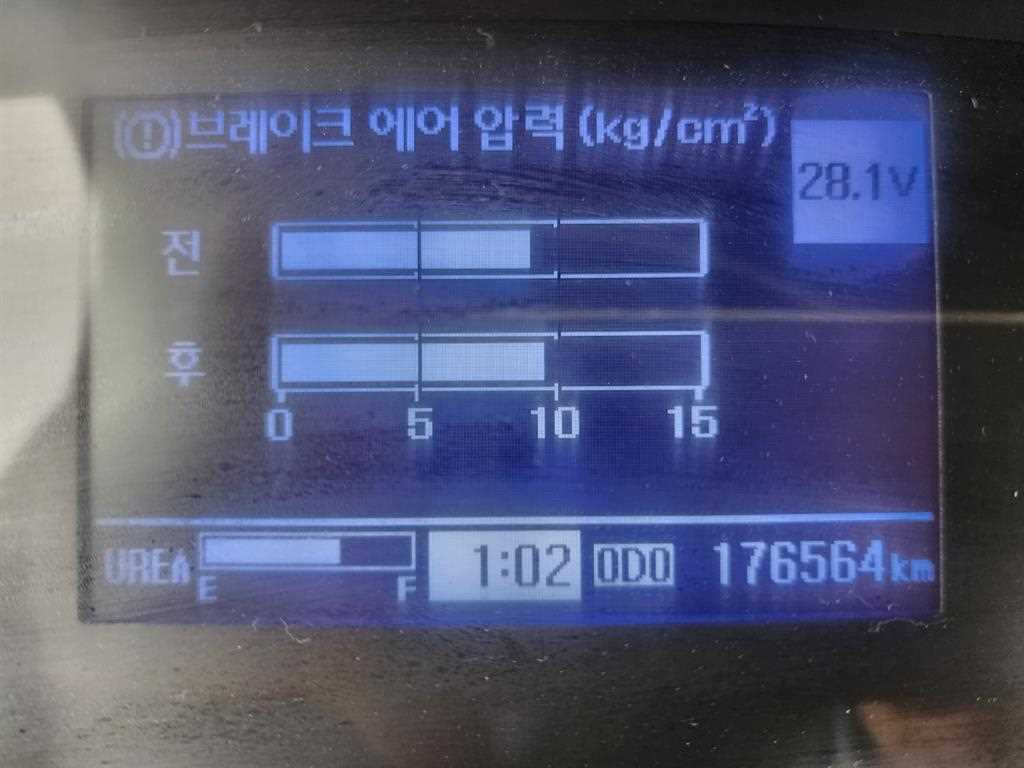 (!)브레이크 에어 압력 (kg/cm²)
28.1V
전
후
0 5 10 15
UREA E F 1:02 ODO 176564km